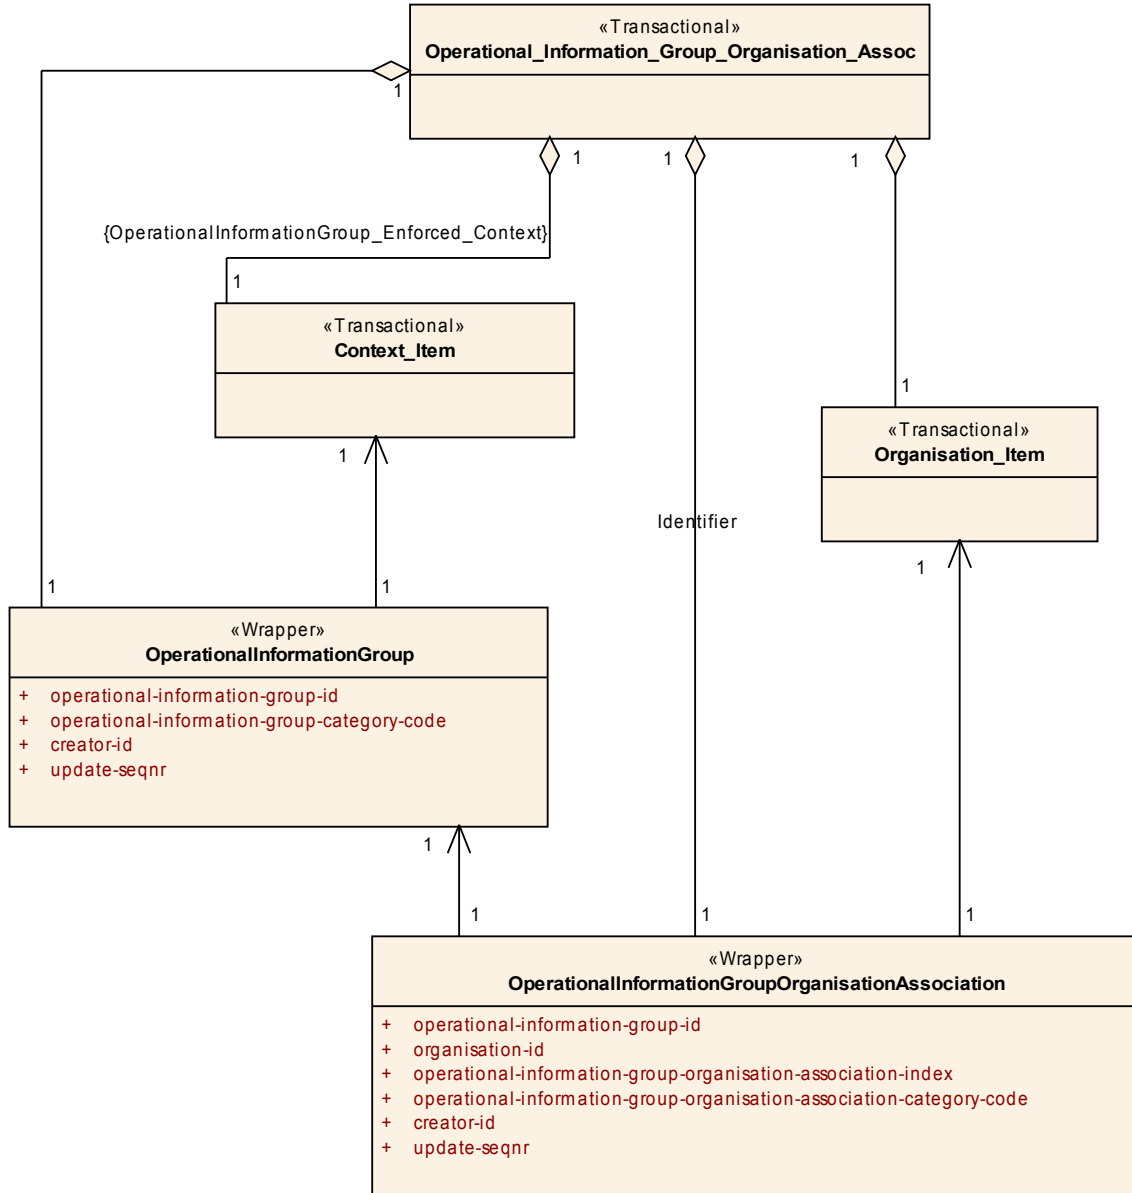 «Transactional»
Operational_Information_Group_Organisation_Assoc
1
1
1
1
{OperationalInformationGroup_Enforced_Context}
1
«Transactional»
Context_Item
1
«Transactional»
Organisation_Item
1
Identifier
1
1
1
«Wrapper»
OperationalInformationGroup
+ operational-information-group-id
+ operational-information-group-category-code
+ creator-id
+ update-seqnr
1
1
1
1
«Wrapper»
OperationalInformationGroupOrganisationAssociation
+ operational-information-group-id
+ organisation-id
+ operational-information-group-organisation-association-index
+ operational-information-group-organisation-association-category-code
+ creator-id
+ update-seqnr